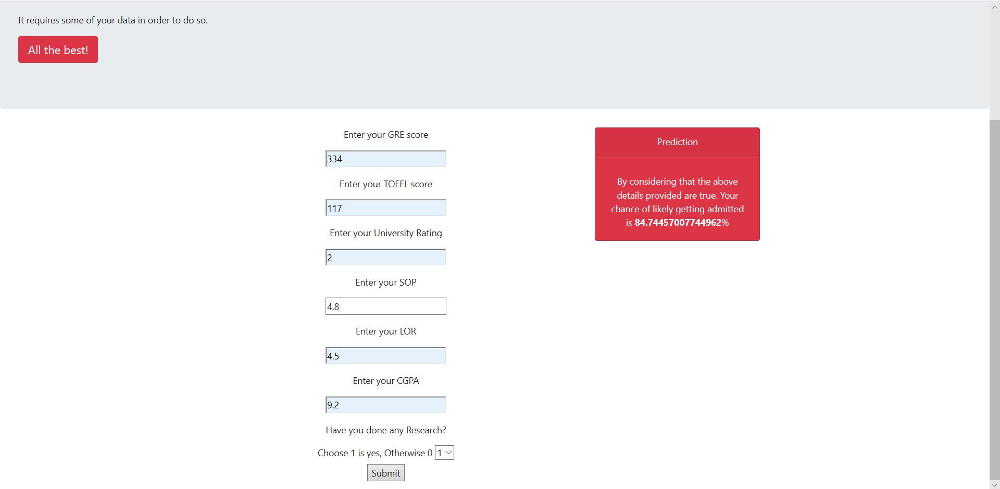 It requires some of your data in order to do so.
All the best!
Enter your GRE score
334
Enter your TOEFL score
117
Enter your University Rating
2
Enter your SOP
4.8
Enter your LOR
4.5
Enter your CGPA
9.2
Have you done any Research?
Choose 1 is yes, Otherwise 0 1
Submit
Prediction
By considering that the above
details provided are true. Your
chance of likely getting admitted
is 84.74457007744962%